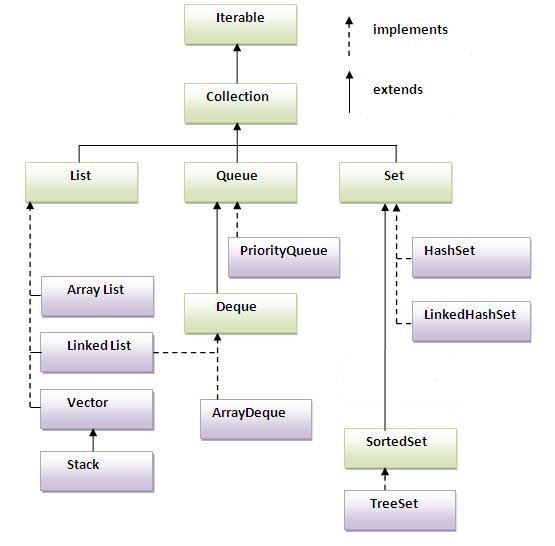 Iterable
implements
Collection
extends
List
Queue
Set
PriorityQueue
HashSet
Array List
Deque
LinkedHashSet
Linked List
Vector
ArrayDeque
SortedSet
Stack
TreeSet